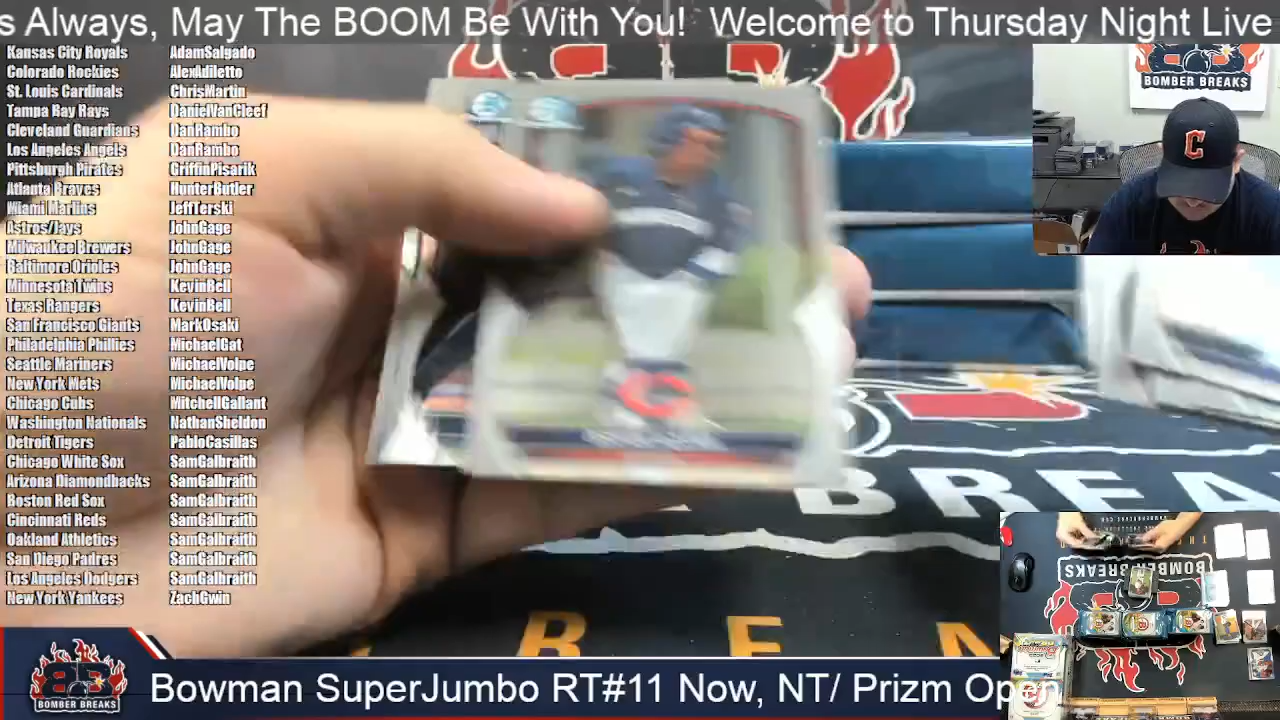 s Always, May The BOOM Be With You!  Welcome to Thursday Night Live
Kansas City Royals AdamSalgado
Colorado Rockies AlexAdiletto
St. Louis Cardinals ChrisMartin
Tampa Bay Rays DanielVanCleef
Cleveland Guardians DanRambo
Los Angeles Angels DanRambo
Pittsburgh Pirates GriffinPisarik
Atlanta Braves HunterButler
Miami Marlins JeffTerski
Astros/Jays JohnGage
Milwaukee Brewers JohnGage
Baltimore Orioles JohnGage
Minnesota Twins KevinBell
Texas Rangers KevinBell
San Francisco Giants MarkOsaki
Philadelphia Phillies MichaelGat
Seattle Mariners MichaelVolpe
New York Mets MichaelVolpe
Chicago Cubs MitchellGallant
Washington Nationals NathanSheldon
Detroit Tigers PabloCasillas
Chicago White Sox SamGalbraith
Arizona Diamondbacks SamGalbraith
Boston Red Sox SamGalbraith
Cincinnati Reds SamGalbraith
Oakland Athletics SamGalbraith
San Diego Padres SamGalbraith
Los Angeles Dodgers SamGalbraith
New York Yankees ZachGwin
BOMBER BREAKS
C
BREA
B R E A
BREAKS
BOMBER BREAKS
Bowman SpperJumbo RT#11 Now, NT/ Prizm Open